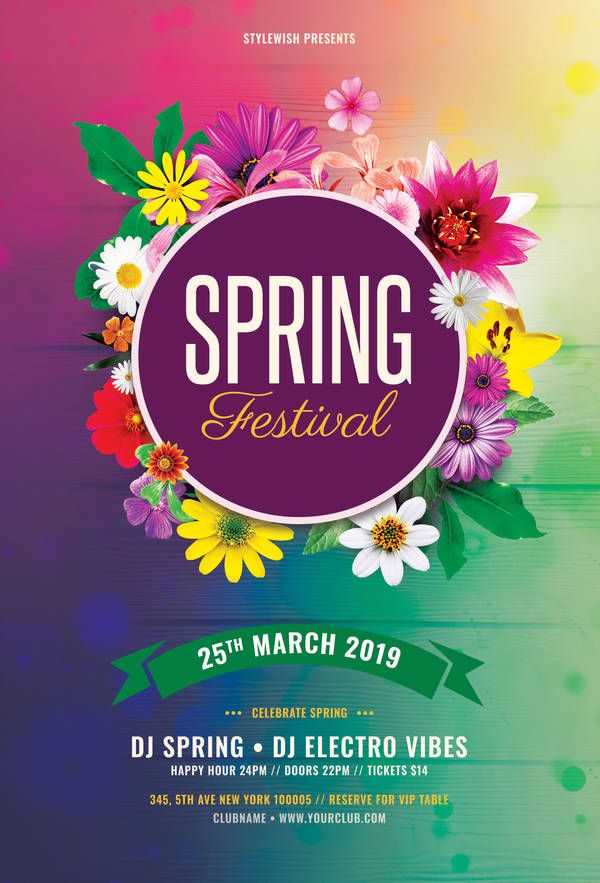 STYLEWISH PRESENTS
SPRING
Festival
25TH MARCH 2019
••• CELEBRATE SPRING •••
DJ SPRING • DJ ELECTRO VIBES
HAPPY HOUR 24PM // DOORS 22PM // TICKETS $14
345, 5TH AVE NEW YORK 100005 // RESERVE FOR VIP TABLE
CLUBNAME • WWW.YOURCLUB.COM